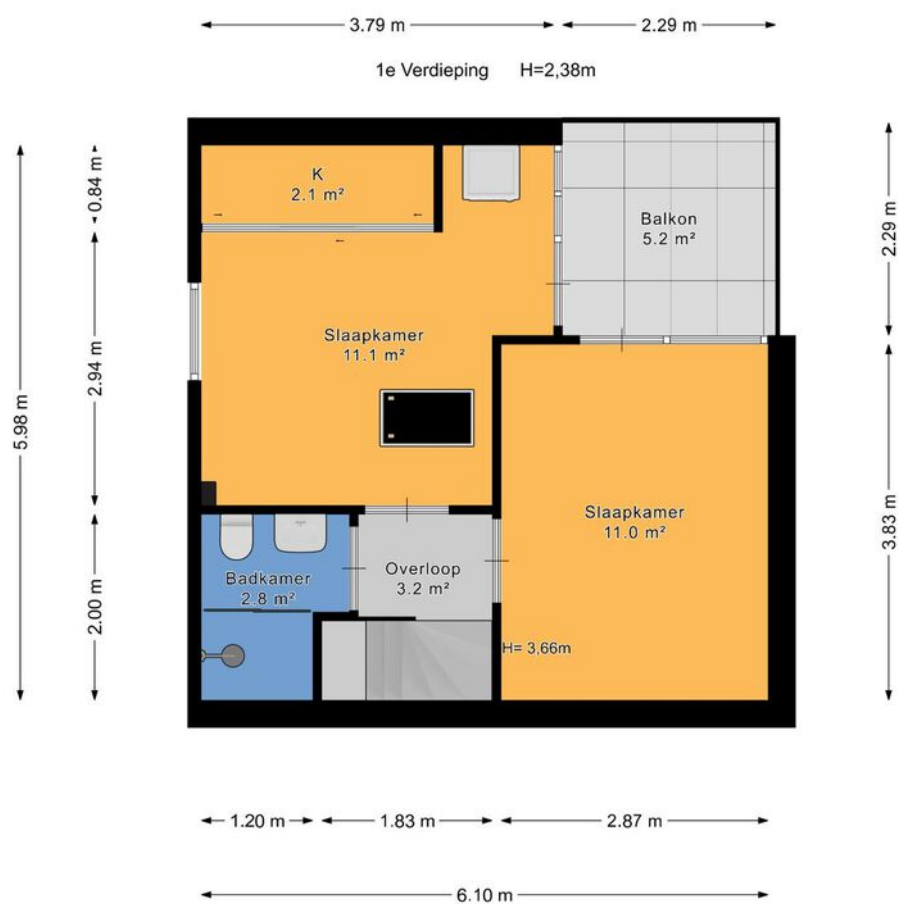 3.79 m
2.29 m
1e Verdieping H=2,38m
K
2.1 m²
0.84 m
Balkon
5.2 m²
2.29 m
Slaapkamer
11.1 m²
2.94 m
5.98 m
Slaapkamer
11.0 m²
3.83 m
Badkamer
2.8 m²
Overloop
3.2 m²
2.00 m
H= 3,66m
1.20 m
1.83 m
2.87 m
6.10 m